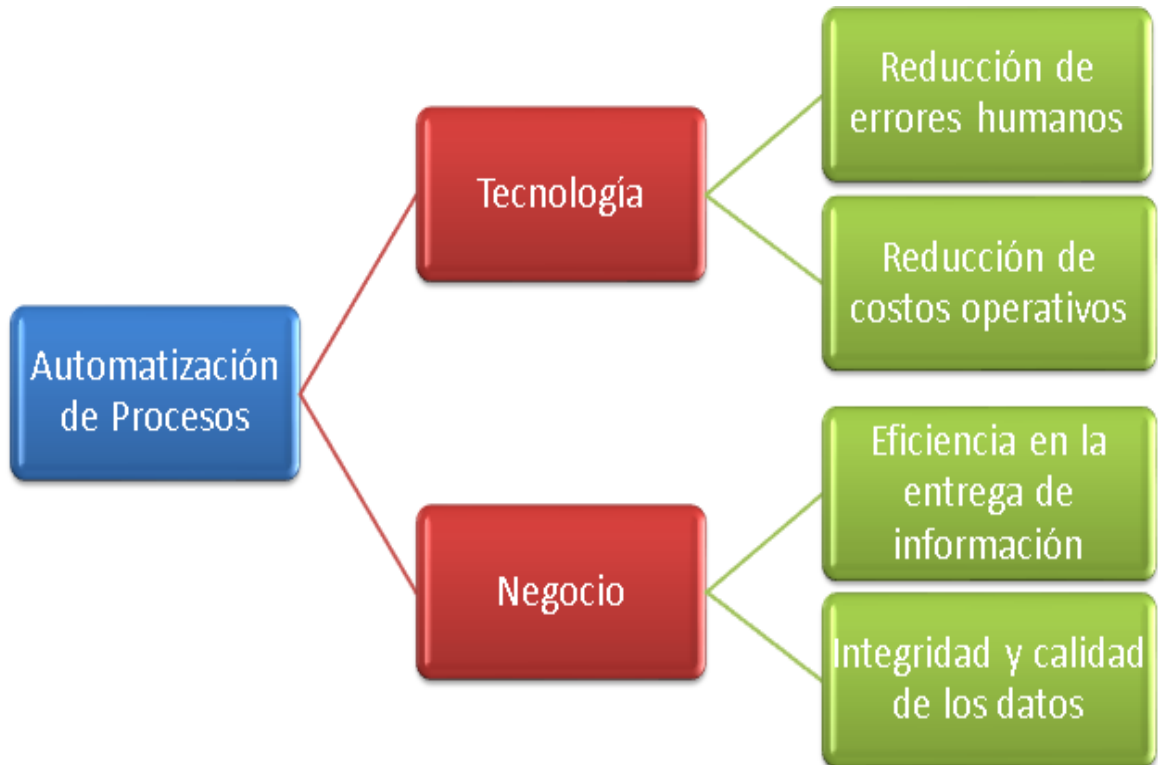 Automatización
de Procesos
Tecnología
Reducción de
errores humanos
Reducción de
costos operativos
Negocio
Eficiencia en la
entrega de
información
Integridad y calidad
de los datos